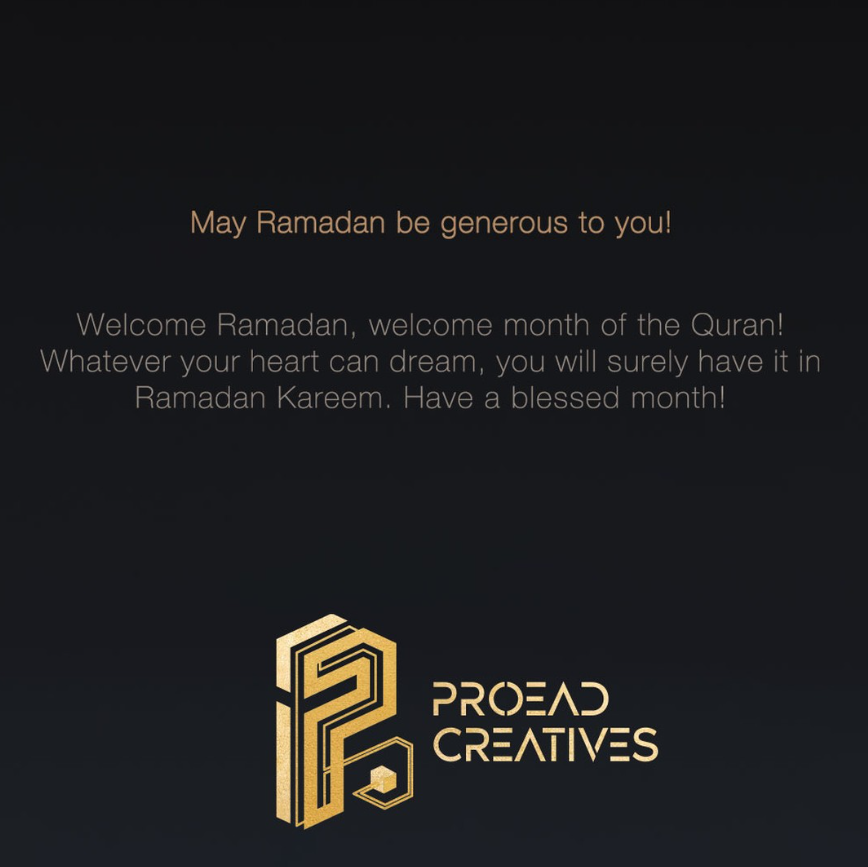 May Ramadan be generous to you!
Welcome Ramadan, welcome month of the Quran!
Whatever your heart can dream, you will surely have it in
Ramadan Kareem. Have a blessed month!
PROEAD
CREATIVES